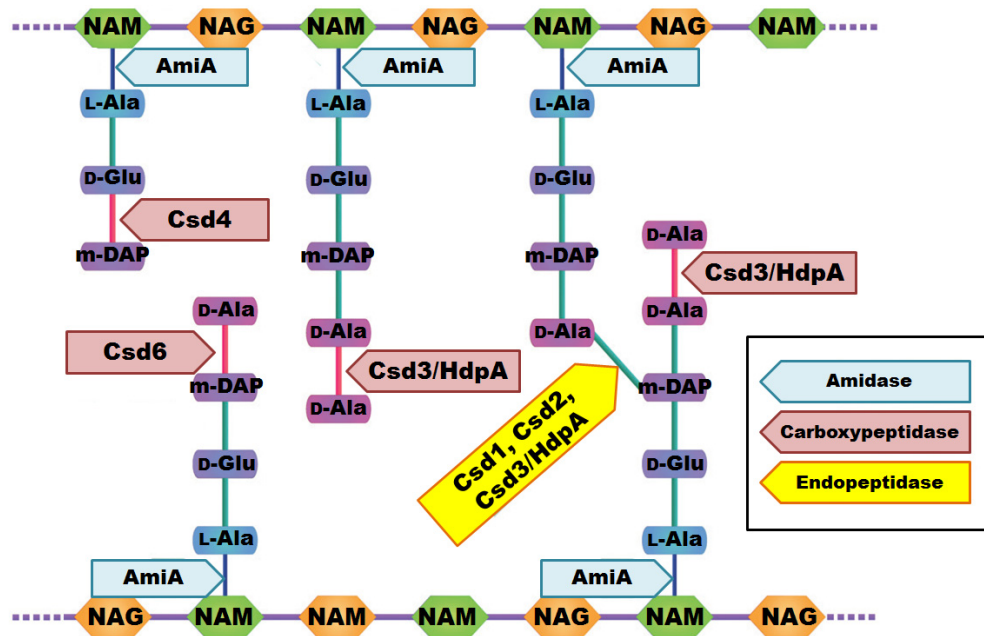 NAM NAG NAM NAG NAM NAG NAM
AmiA AmiA AmiA
L-Ala L-Ala L-Ala
D-Glu D-Glu D-Glu
Csd4
D-Ala
m-DAP m-DAP m-DAP
Csd3/HdpA
D-Ala D-Ala
D-Ala D-Ala
Csd6
Csd3/HdpA
m-DAP m-DAP
D-Ala
Csd1, Csd2,
Csd3/HdpA
D-Glu D-Glu
L-Ala L-Ala
AmiA AmiA
NAG NAM NAM NAM NAG NAM NAG
Amidase
Carboxypeptidase
Endopeptidase